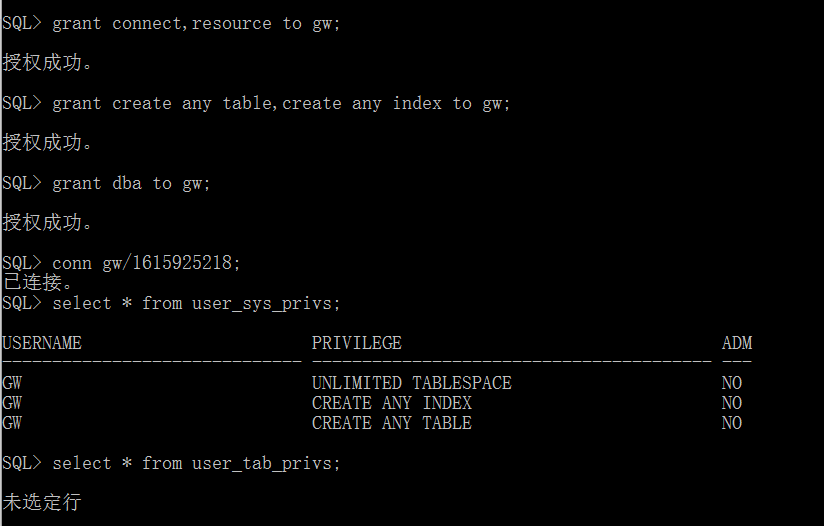 SQL> grant connect,resource to gw;
授权成功。
SQL> grant create any table,create any index to gw;
授权成功。
SQL> grant dba to gw;
授权成功。
SQL> conn gw/1615925218;
已连接。
SQL> select * from user_sys_privs;
USERNAME PRIVILEGE ADM
------------------------------ ---------------------------------------- ---
GW UNLIMITED TABLESPACE NO
GW CREATE ANY INDEX NO
GW CREATE ANY TABLE NO
SQL> select * from user_tab_privs;
未选定行